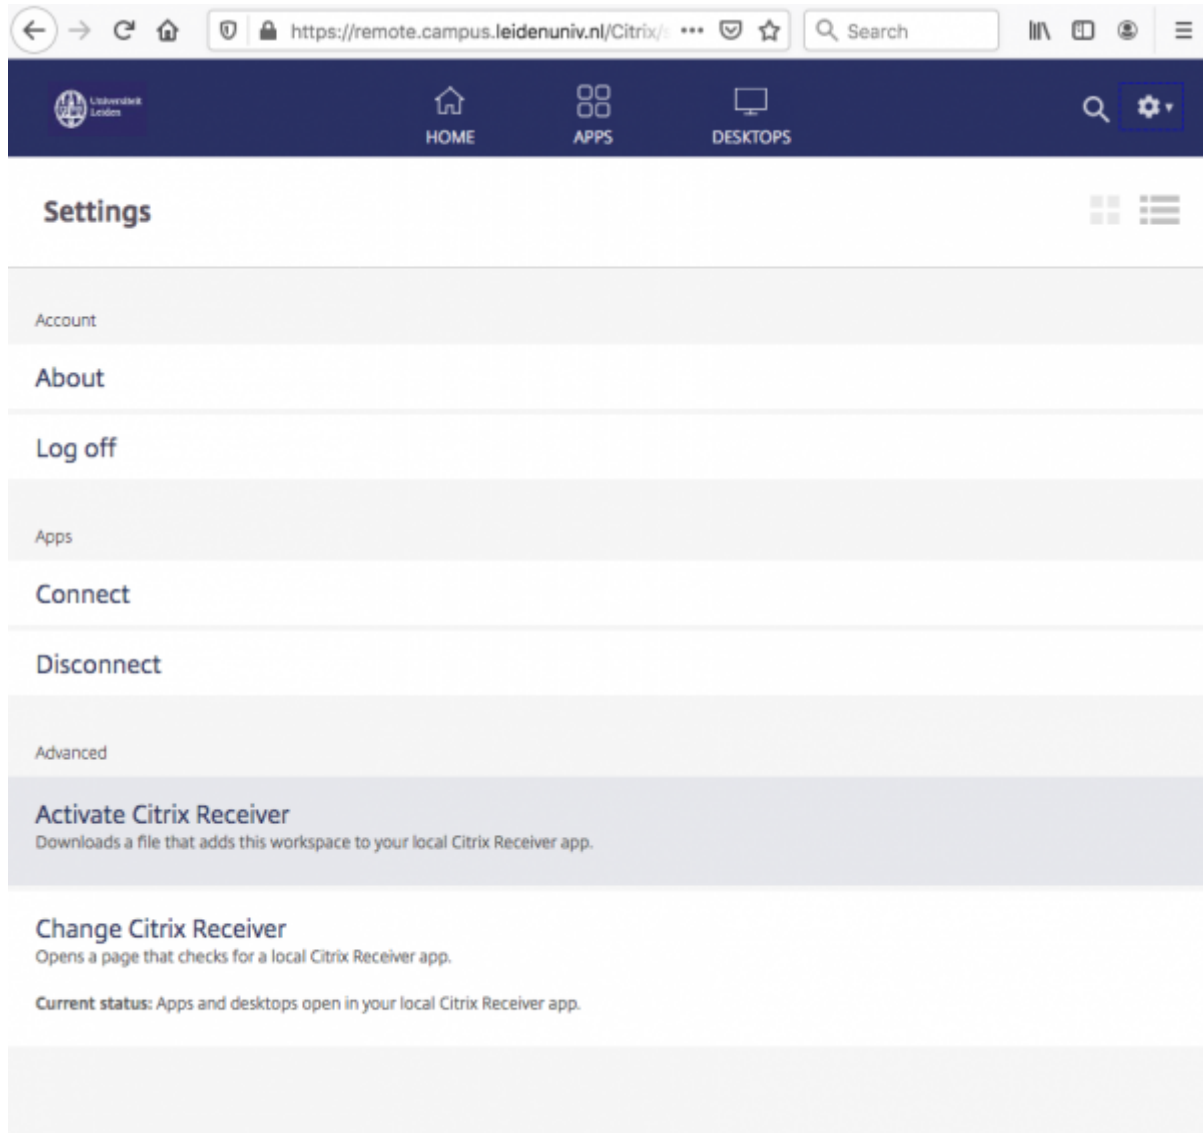 https://remote.campus.leidenuniv.nl/Citrix/
Search
Universiteit
Leiden
HOME
APPS
DESKTOPS
Settings
Account
About
Log off
Apps
Connect
Disconnect
Advanced
Activate Citrix Receiver
Downloads a file that adds this workspace to your local Citrix Receiver app.
Change Citrix Receiver
Opens a page that checks for a local Citrix Receiver app.
Current status: Apps and desktops open in your local Citrix Receiver app.